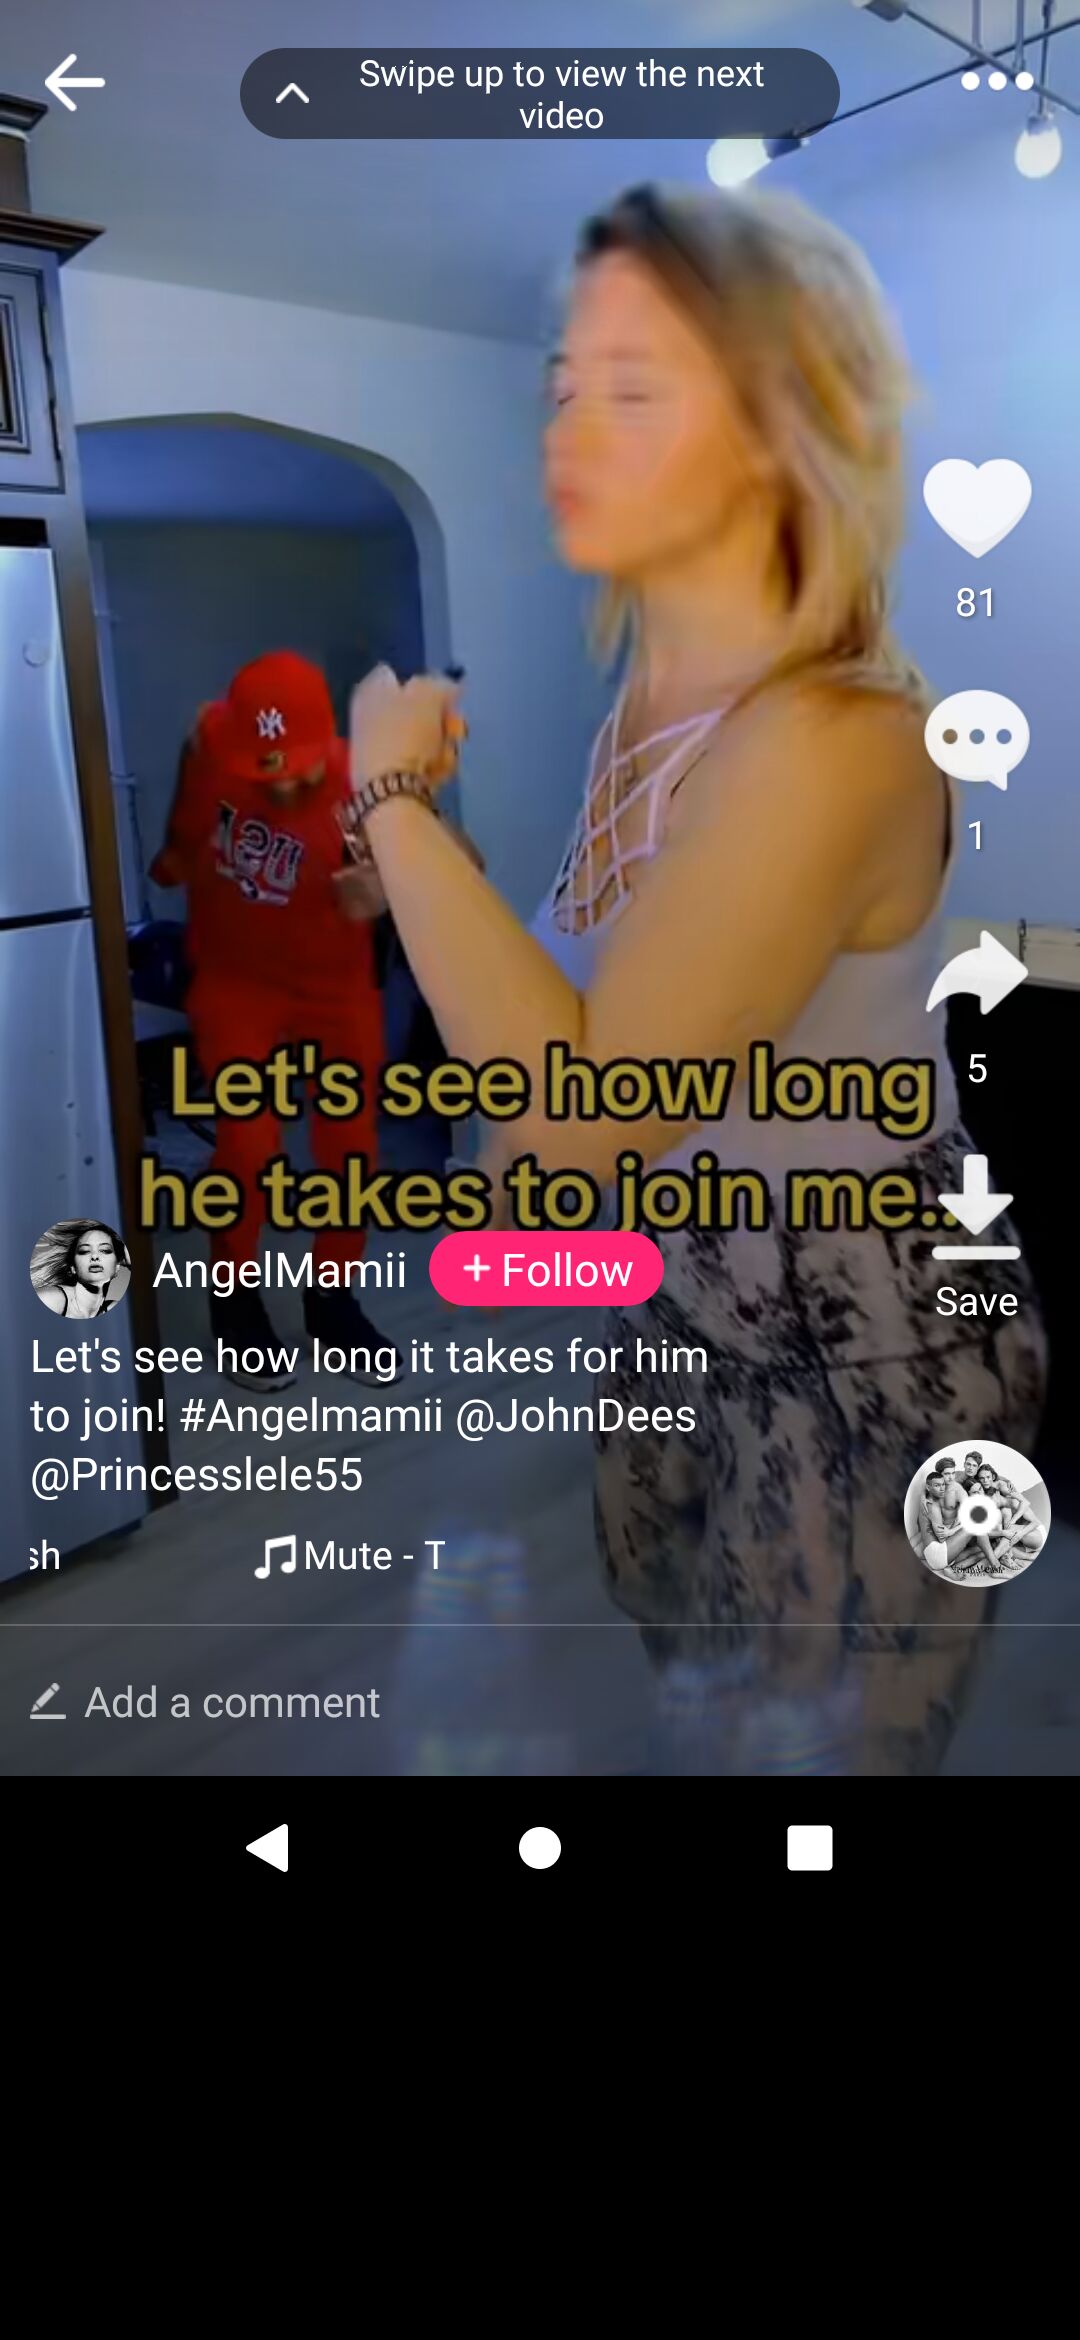 Swipe up to view the next
video
81
1
5
Let's see how long
he takes to join me..
Save
AngelMamii
+ Follow
Let's see how long it takes for him
to join! #Angelmamii @JohnDees
@Princesslele55
sh
Mute - T
Add a comment